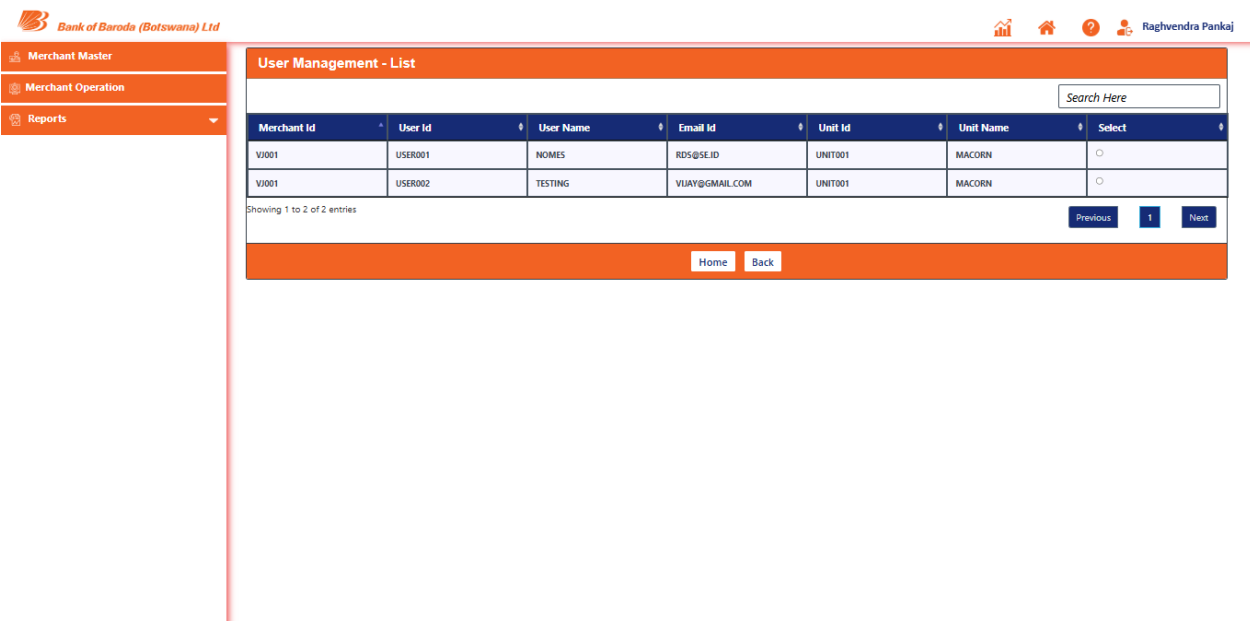 Bank of Baroda (Botswana) Ltd
Raghvendra Pankaj
Merchant Master
Merchant Operation
Reports
User Management - List
Search Here
Merchant Id User Id User Name Email Id Unit Id Unit Name Select
VJ001 USER001 NOMES RDS@SE.ID UNIT001 MACORN
VJ001 USER002 TESTING VIJAY@GMAIL.COM UNIT001 MACORN
Showing 1 to 2 of 2 entries
Previous 1 Next
Home Back